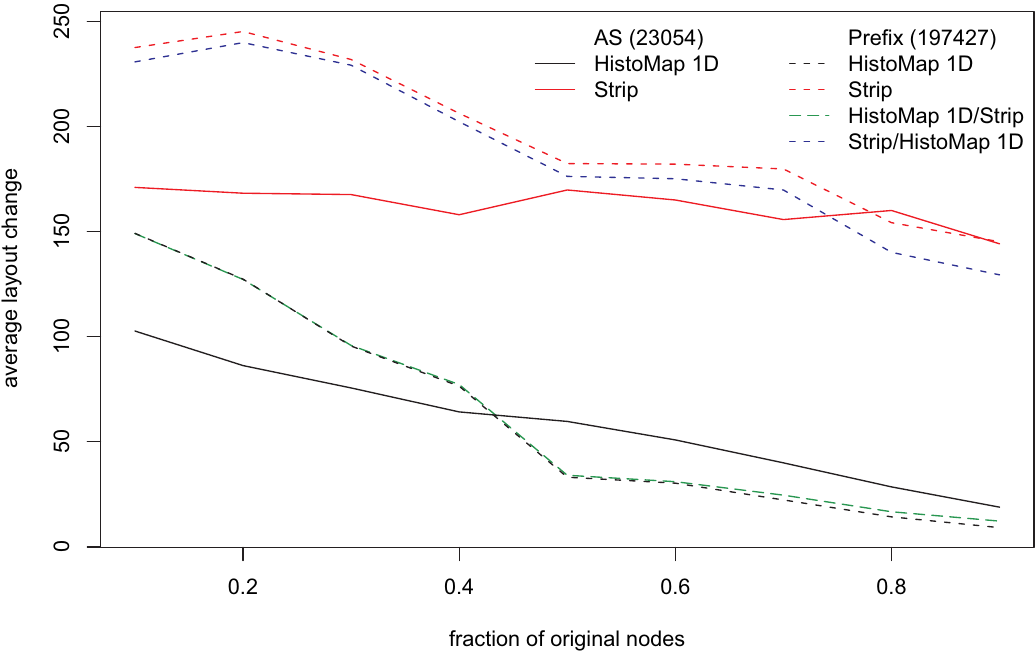 AS (23054)
HistoMap 1D
Strip
Prefix (197427)
HistoMap 1D
Strip
HistoMap 1D/Strip
Strip/HistoMap 1D
average layout change
250
200
150
100
50
0
0.2 0.4 0.6 0.8
fraction of original nodes